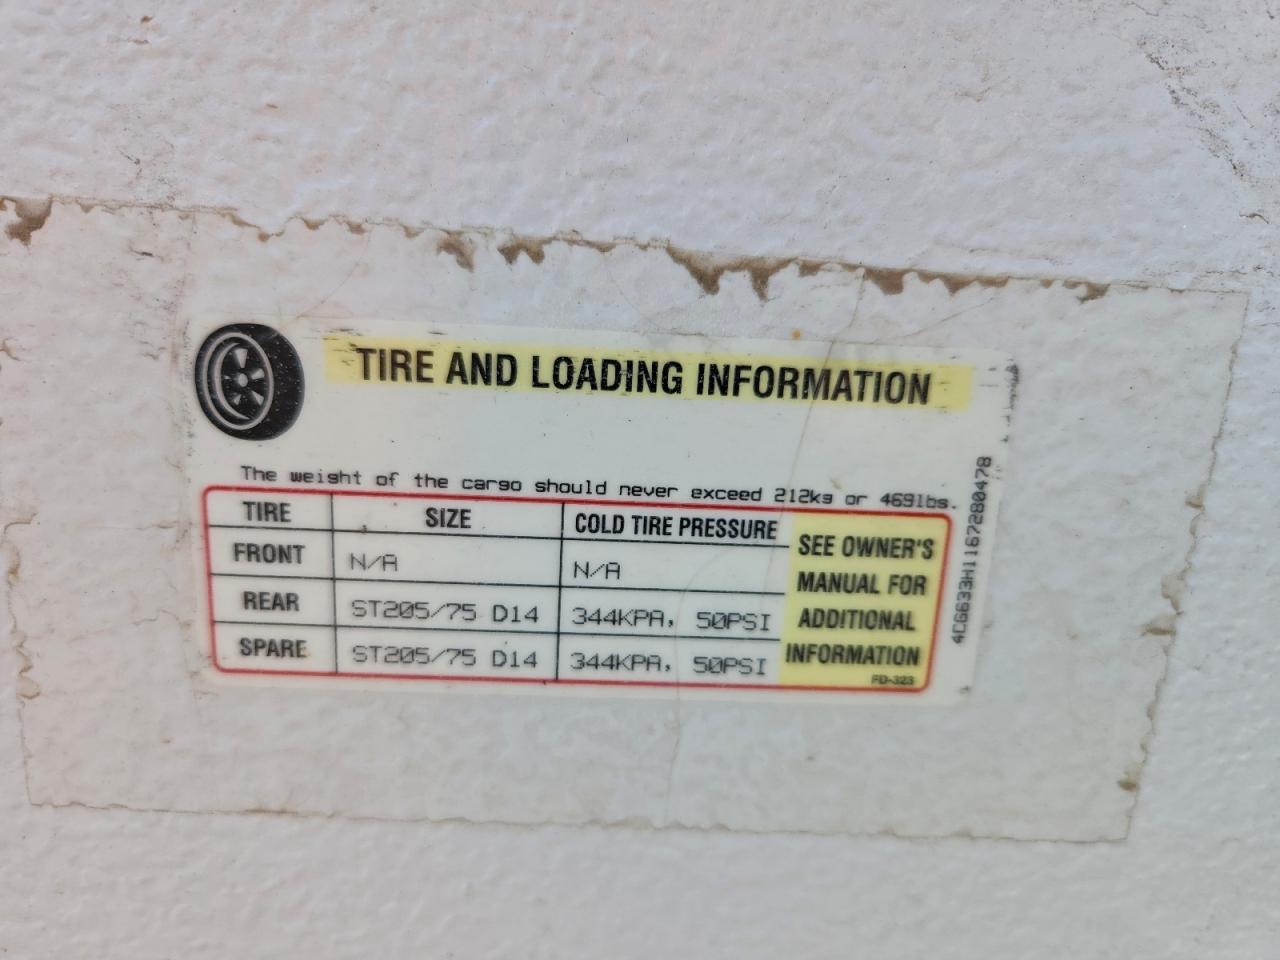 TIRE AND LOADING INFORMATION
The weight of the cargo should never exceed 212kg or 469lbs.
TIRE SIZE COLD TIRE PRESSURE
FRONT N/A N/A
REAR ST205/75 D14 344KPA, 50PSI
SPARE ST205/75 D14 344KPA, 50PSI
SEE OWNER'S
MANUAL FOR
ADDITIONAL
INFORMATION
FD-323
4CG633H1167280478